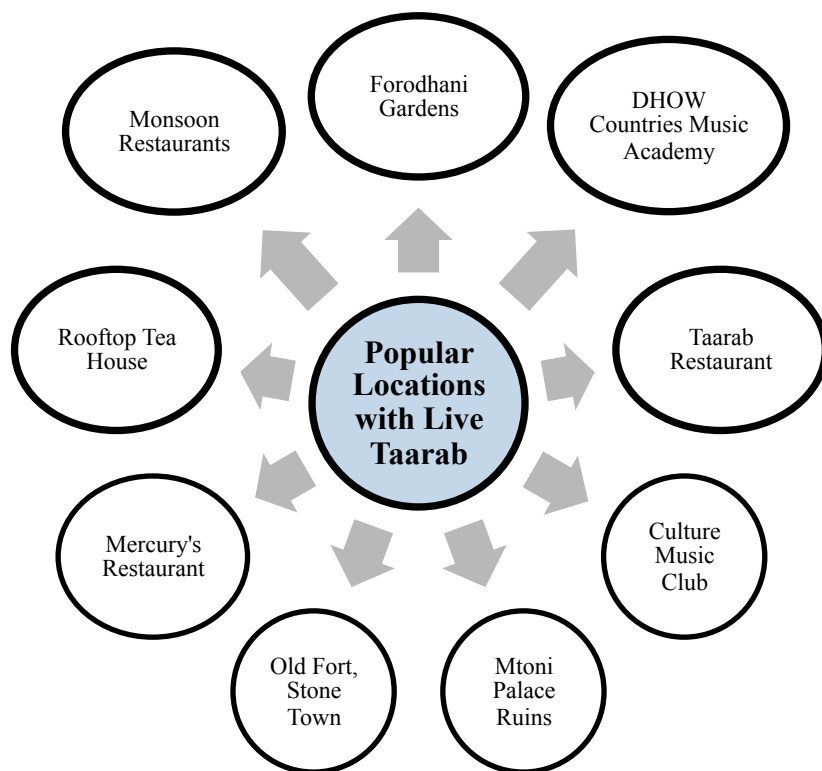 Forodhani
Gardens
DHOW
Countries Music
Academy
Taarab
Restaurant
Culture
Music
Club
Mtoni
Palace
Ruins
Old Fort,
Stone
Town
Mercury's
Restaurant
Rooftop Tea
House
Monsoon
Restaurants
Popular
Locations
with Live
Taarab